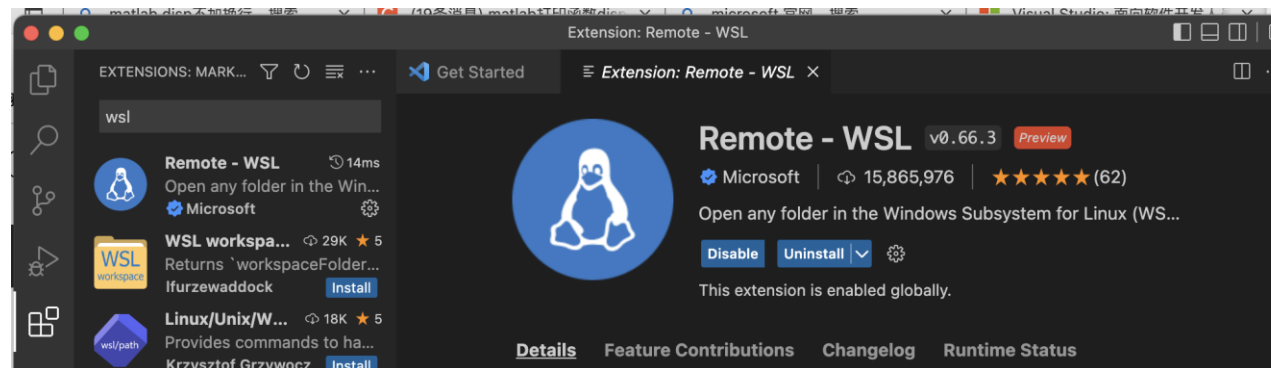 matlab disp不加换行 - 搜索
(19条消息) matlab打印函数disp
microsoft 官网 - 搜索
Visual Studio: 面向软件开发人
Extension: Remote - WSL
EXTENSIONS: MARK...
Get Started
Extension: Remote - WSL
wsl
Remote - WSL 14ms
Open any folder in the Win...
Microsoft
WSL workspa... 29K ★ 5
Returns `workspaceFolder...
lfurzewaddock Install
Linux/Unix/W... 18K ★ 5
Provides commands to ha...
Krzysztof Grzywocz Install
WSL
workspace
wsl/path
Remote - WSL v0.66.3 Preview
Microsoft 15,865,976 ★★★★★(62)
Open any folder in the Windows Subsystem for Linux (WS...
Disable Uninstall
This extension is enabled globally.
Details Feature Contributions Changelog Runtime Status